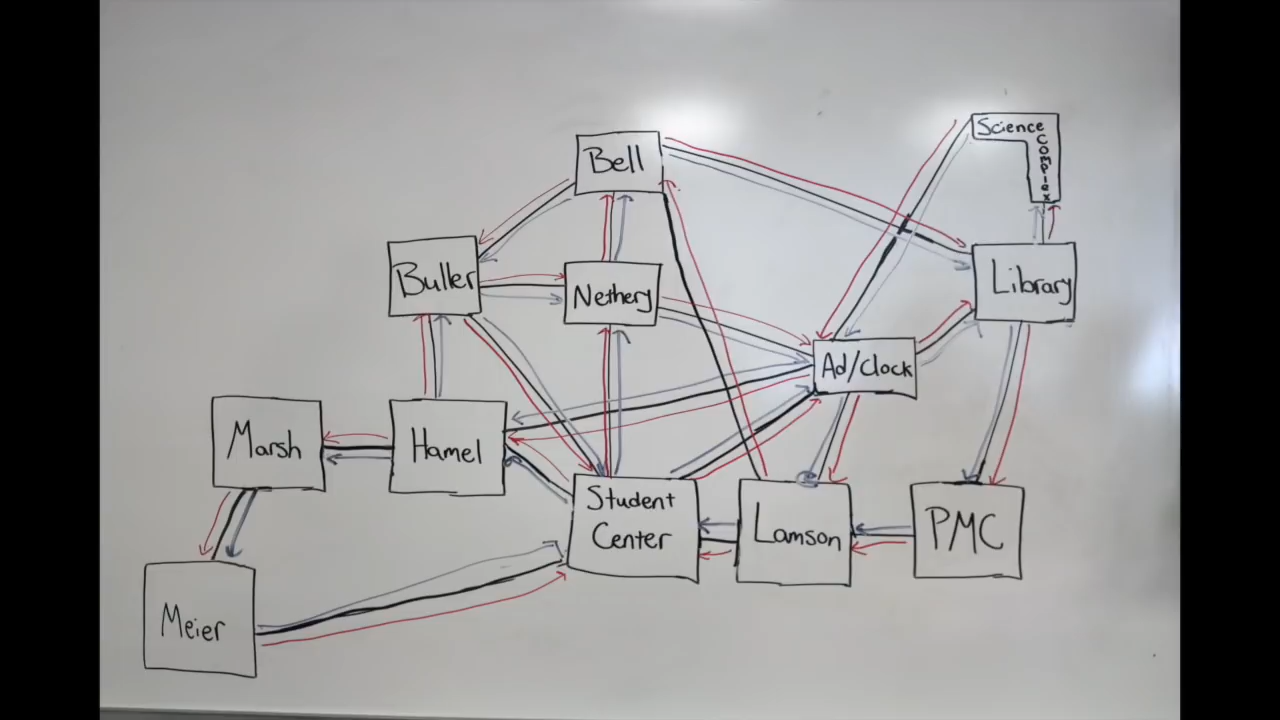 Science
Complex
Bell
Buller
Nethery
Library
Ad/Clock
Marsh
Hamel
Student
Center
Lamson
PMC
Meier